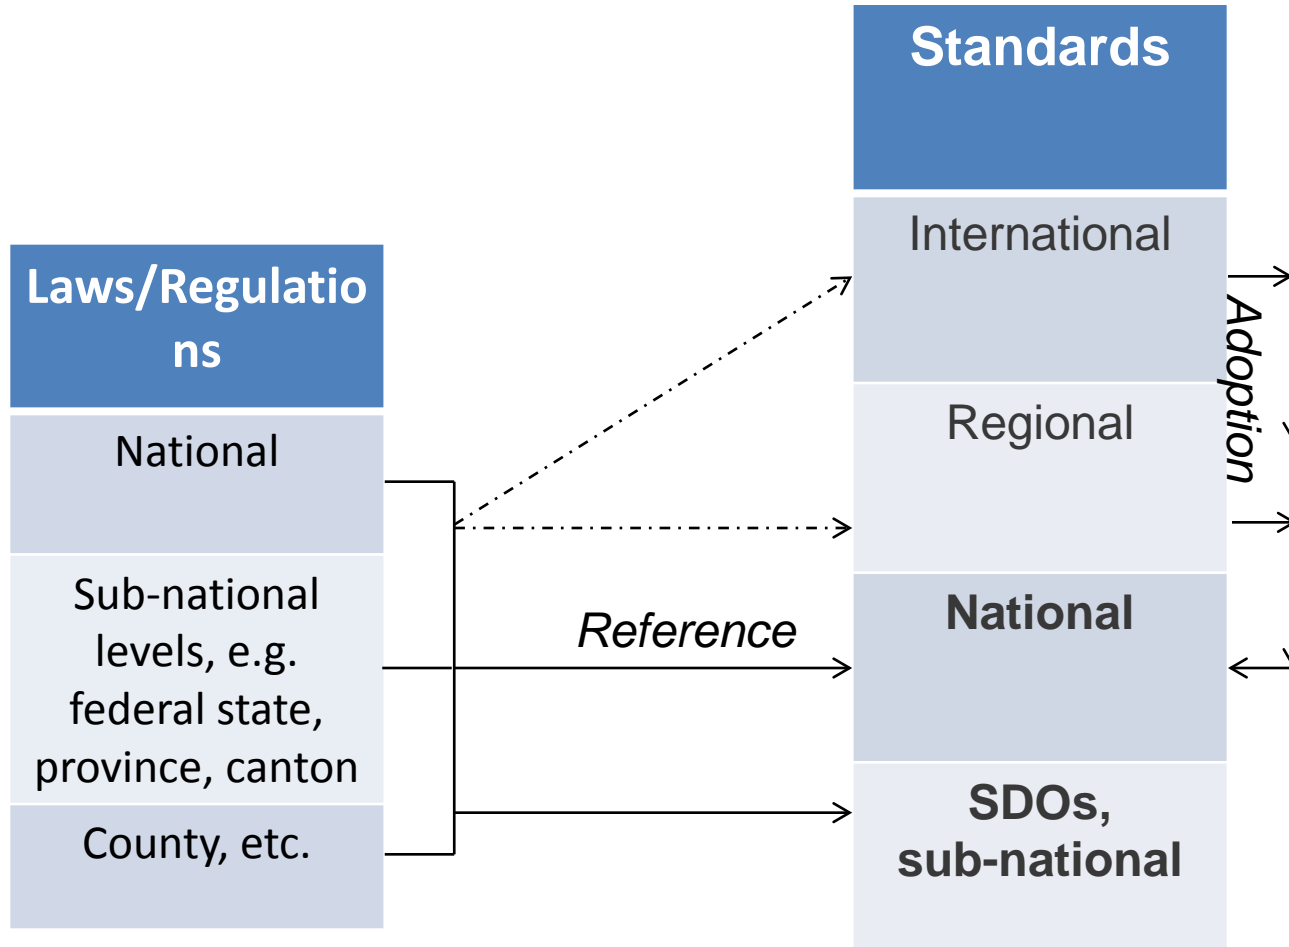 Standards
International
Regional
National
SDOs,
sub-national
Laws/Regulatio
ns
National
Sub-national
levels, e.g.
federal state,
province, canton
County, etc.
Reference
Adoption